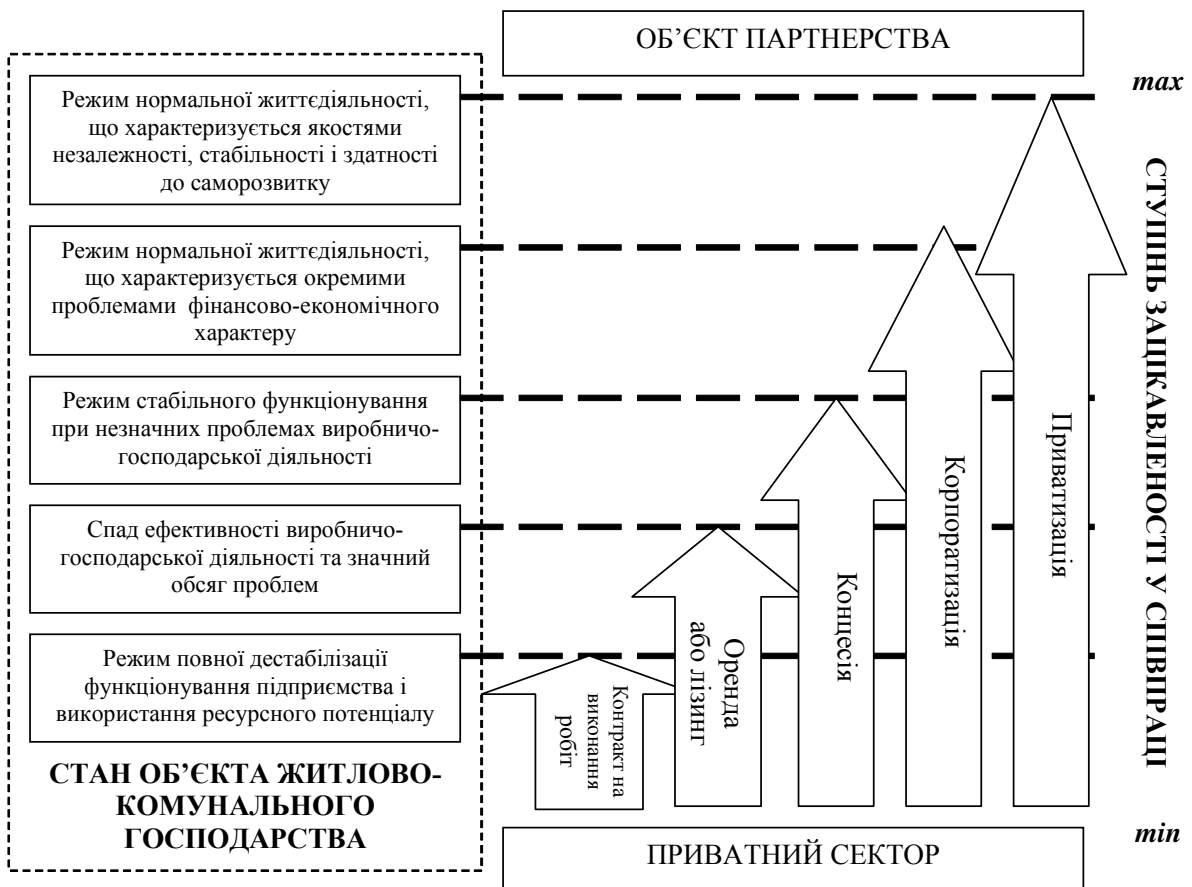 ОБ’ЄКТ ПАРТНЕРСТВА
max
Режим нормальної життєдіяльності,
що характеризується якостями
незалежності, стабільності і здатності
до саморозвитку
Режим нормальної життєдіяльності,
що характеризується окремими
проблемами фінансово-економічного
характеру
Режим стабільного функціонування
при незначних проблемах виробничо-
господарської діяльності
Спад ефективності виробничо-
господарської діяльності та значний
обсяг проблем
Режим повної дестабілізації
функціонування підприємства і
використання ресурсного потенціалу
СТАН ОБ’ЄКТА ЖИТЛОВО-
КОМУНАЛЬНОГО
ГОСПОДАРСТВА
Контракт на
виконання
робіт
Оренда
або лізинг
Концесія
Корпоратизація
Приватизація
СТУПІНЬ ЗАЦІКАВЛЕНОСТІ У СПІВПРАЦІ
min
ПРИВАТНИЙ СЕКТОР